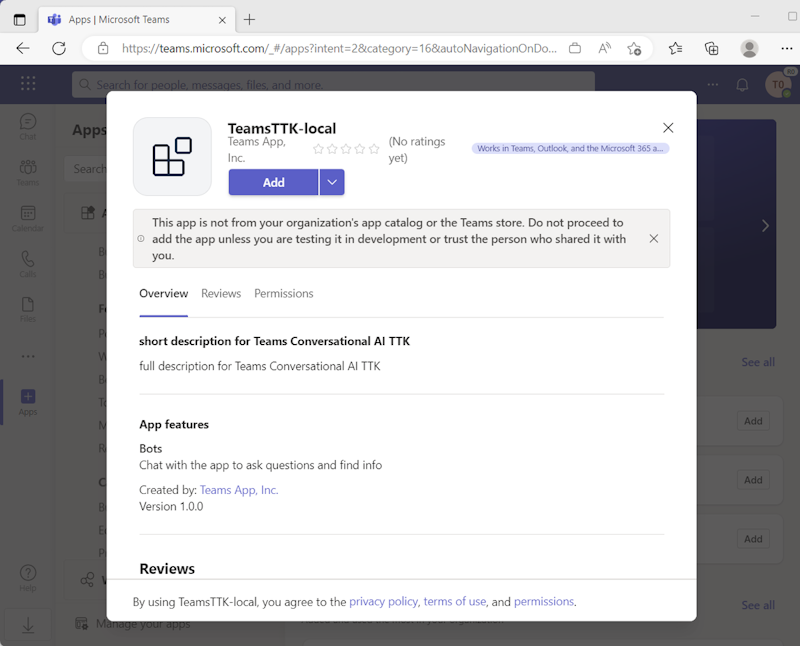 Apps | Microsoft Teams
https://teams.microsoft.com/_#/apps?intent=2&category=16&autoNavigationOnDo...
Search for people, messages, files, and more.
90
TO
Chat
Teams
Calendar
Calls
Files
Apps
Help
Apps
Search
TeamsTTK-local
Teams App, Inc.
(No ratings yet)
Works in Teams, Outlook, and the Microsoft 365 a...
Add
This app is not from your organization's app catalog or the Teams store. Do not proceed to
add the app unless you are testing it in development or trust the person who shared it with
you.
Overview Reviews Permissions
short description for Teams Conversational AI TTK
full description for Teams Conversational AI TTK
App features
Bots
Chat with the app to ask questions and find info
Created by: Teams App, Inc.
Version 1.0.0
Reviews
By using TeamsTTK-local, you agree to the privacy policy, terms of use, and permissions.
See all
Add
Add
Add
See all
Manage your apps